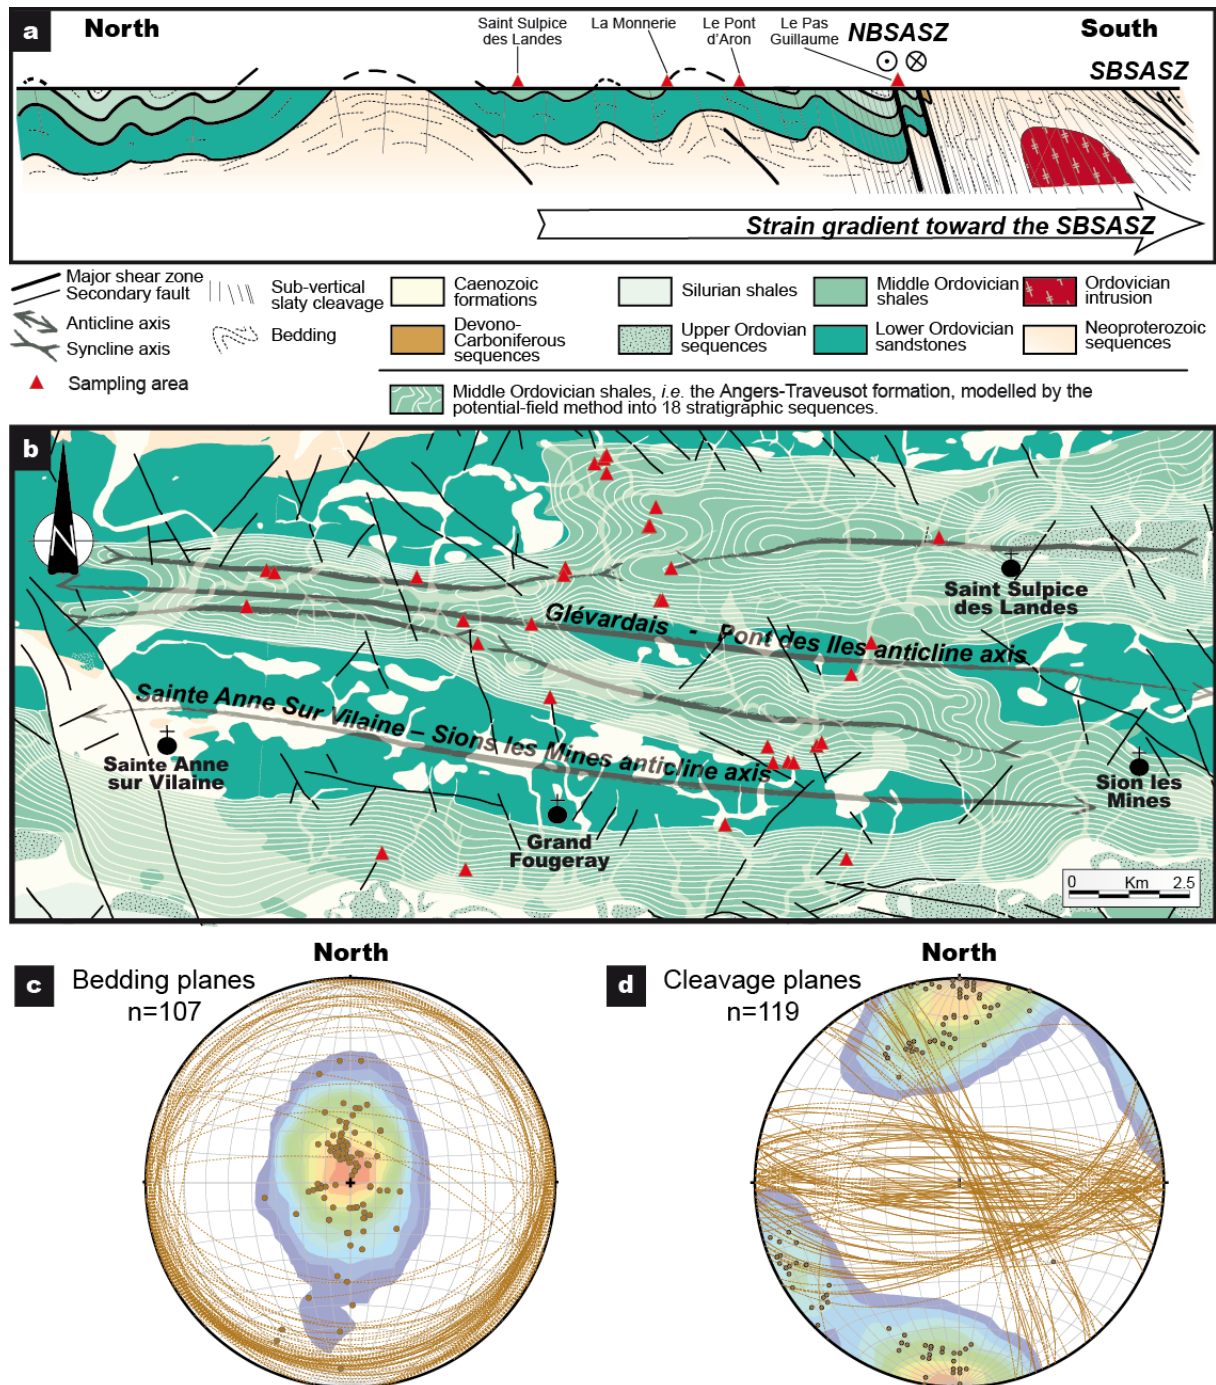 a
North
Saint Sulpice
des Landes
La Monnerie
Le Pont
d'Aron
Le Pas
Guillaume
NBSASZ
South
SBSASZ
Strain gradient toward the SBSASZ
Major shear zone
Secondary fault
Anticline axis
Syncline axis
Sampling area
Sub-vertical
slaty cleavage
Bedding
Caenozoic
formations
Devono-
Carboniferous
sequences
Silurian shales
Upper Ordovian
sequences
Middle Ordovician
shales
Lower Ordovician
sandstones
Ordovician
intrusion
Neoproterozoic
sequences
Middle Ordovician shales, i.e. the Angers-Traveusot formation, modelled by the
potential-field method into 18 stratigraphic sequences.
b
N
Saint Sulpice
des Landes
Glévardais - Pont des Iles anticline axis
Sainte Anne Sur Vilaine – Sions les Mines anticline axis
Sainte Anne
sur Vilaine
Grand
Fougeray
Sion les
Mines
0 Km 2.5
c
Bedding planes
n=107
North
d
Cleavage planes
n=119
North